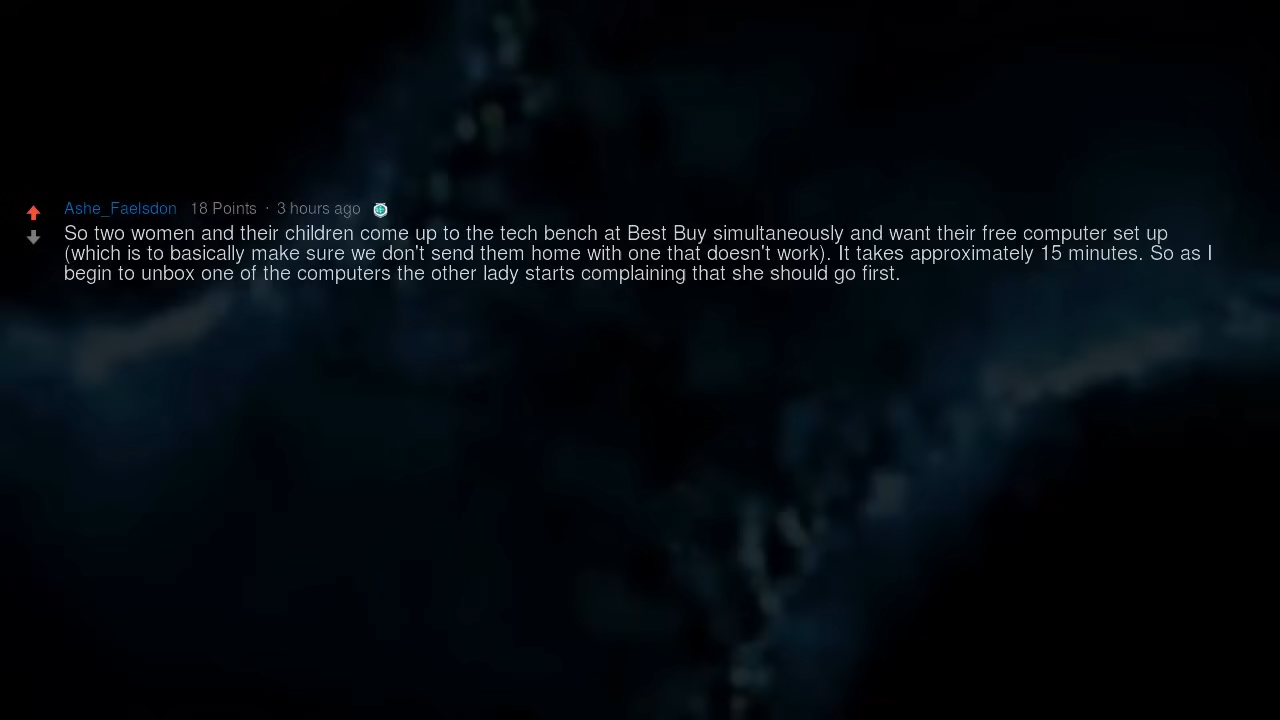 Ashe_Faelsdon 18 Points · 3 hours ago
So two women and their children come up to the tech bench at Best Buy simultaneously and want their free computer set up
(which is to basically make sure we don't send them home with one that doesn't work). It takes approximately 15 minutes. So as I
begin to unbox one of the computers the other lady starts complaining that she should go first.